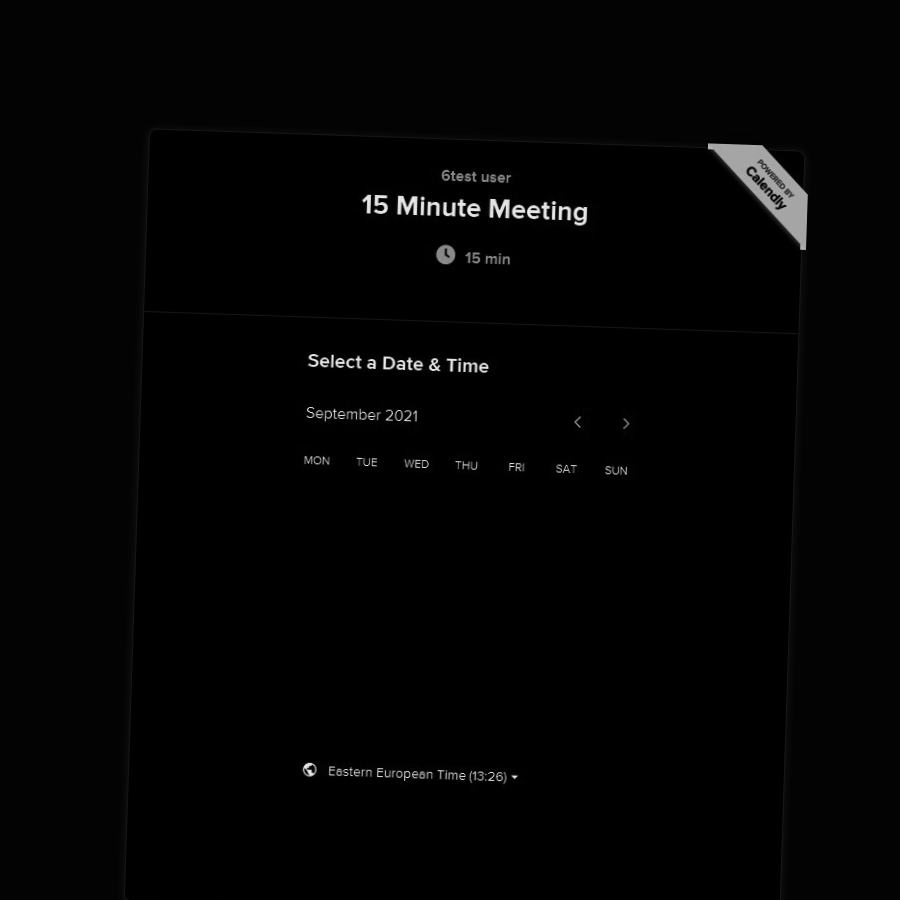 POWERED BY
Calendly
6test user
15 Minute Meeting
15 min
Select a Date & Time
September 2021
MON TUE WED THU FRI SAT SUN
Eastern European Time (13:26)